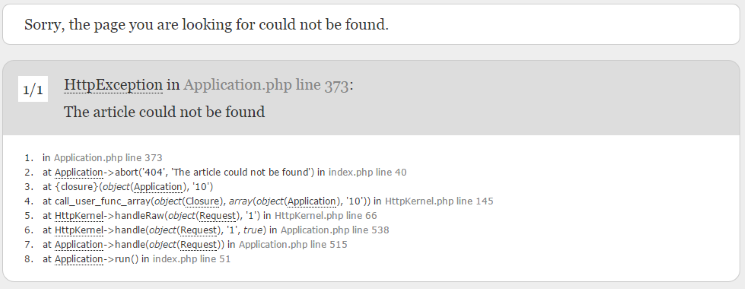 Sorry, the page you are looking for could not be found.
1/1 HttpException in Application.php line 373:
The article could not be found
1. in Application.php line 373
2. at Application->abort('404', 'The article could not be found') in index.php line 40
3. at {closure}(object(Application), '10')
4. at call_user_func_array(object(Closure), array(object(Application), '10')) in HttpKernel.php line 145
5. at HttpKernel->handleRaw(object(Request), '1') in HttpKernel.php line 66
6. at HttpKernel->handle(object(Request), '1', true) in Application.php line 538
7. at Application->handle(object(Request)) in Application.php line 515
8. at Application->run() in index.php line 51